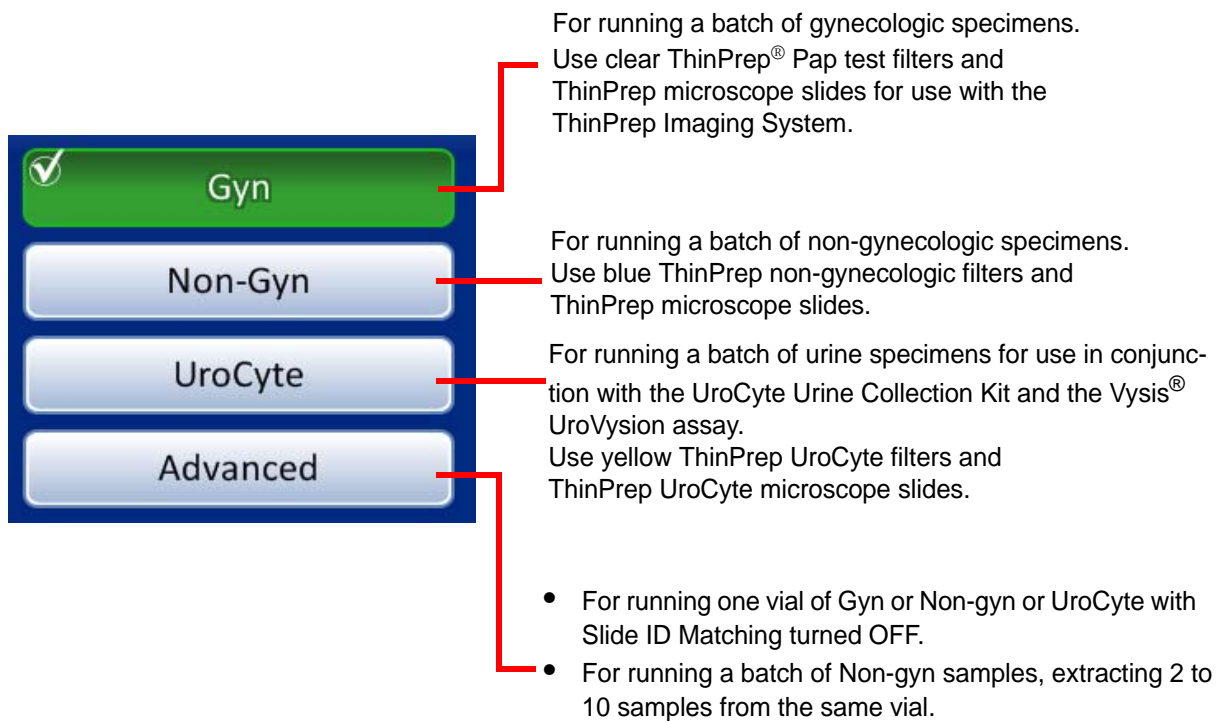 For running a batch of gynecologic specimens.
Use clear ThinPrep® Pap test filters and
ThinPrep microscope slides for use with the
ThinPrep Imaging System.
Gyn
Non-Gyn
UroCyte
Advanced
For running a batch of non-gynecologic specimens.
Use blue ThinPrep non-gynecologic filters and
ThinPrep microscope slides.
For running a batch of urine specimens for use in conjunc-
tion with the UroCyte Urine Collection Kit and the Vysis®
UroVysion assay.
Use yellow ThinPrep UroCyte filters and
ThinPrep UroCyte microscope slides.
• For running one vial of Gyn or Non-gyn or UroCyte with
Slide ID Matching turned OFF.
• For running a batch of Non-gyn samples, extracting 2 to
10 samples from the same vial.